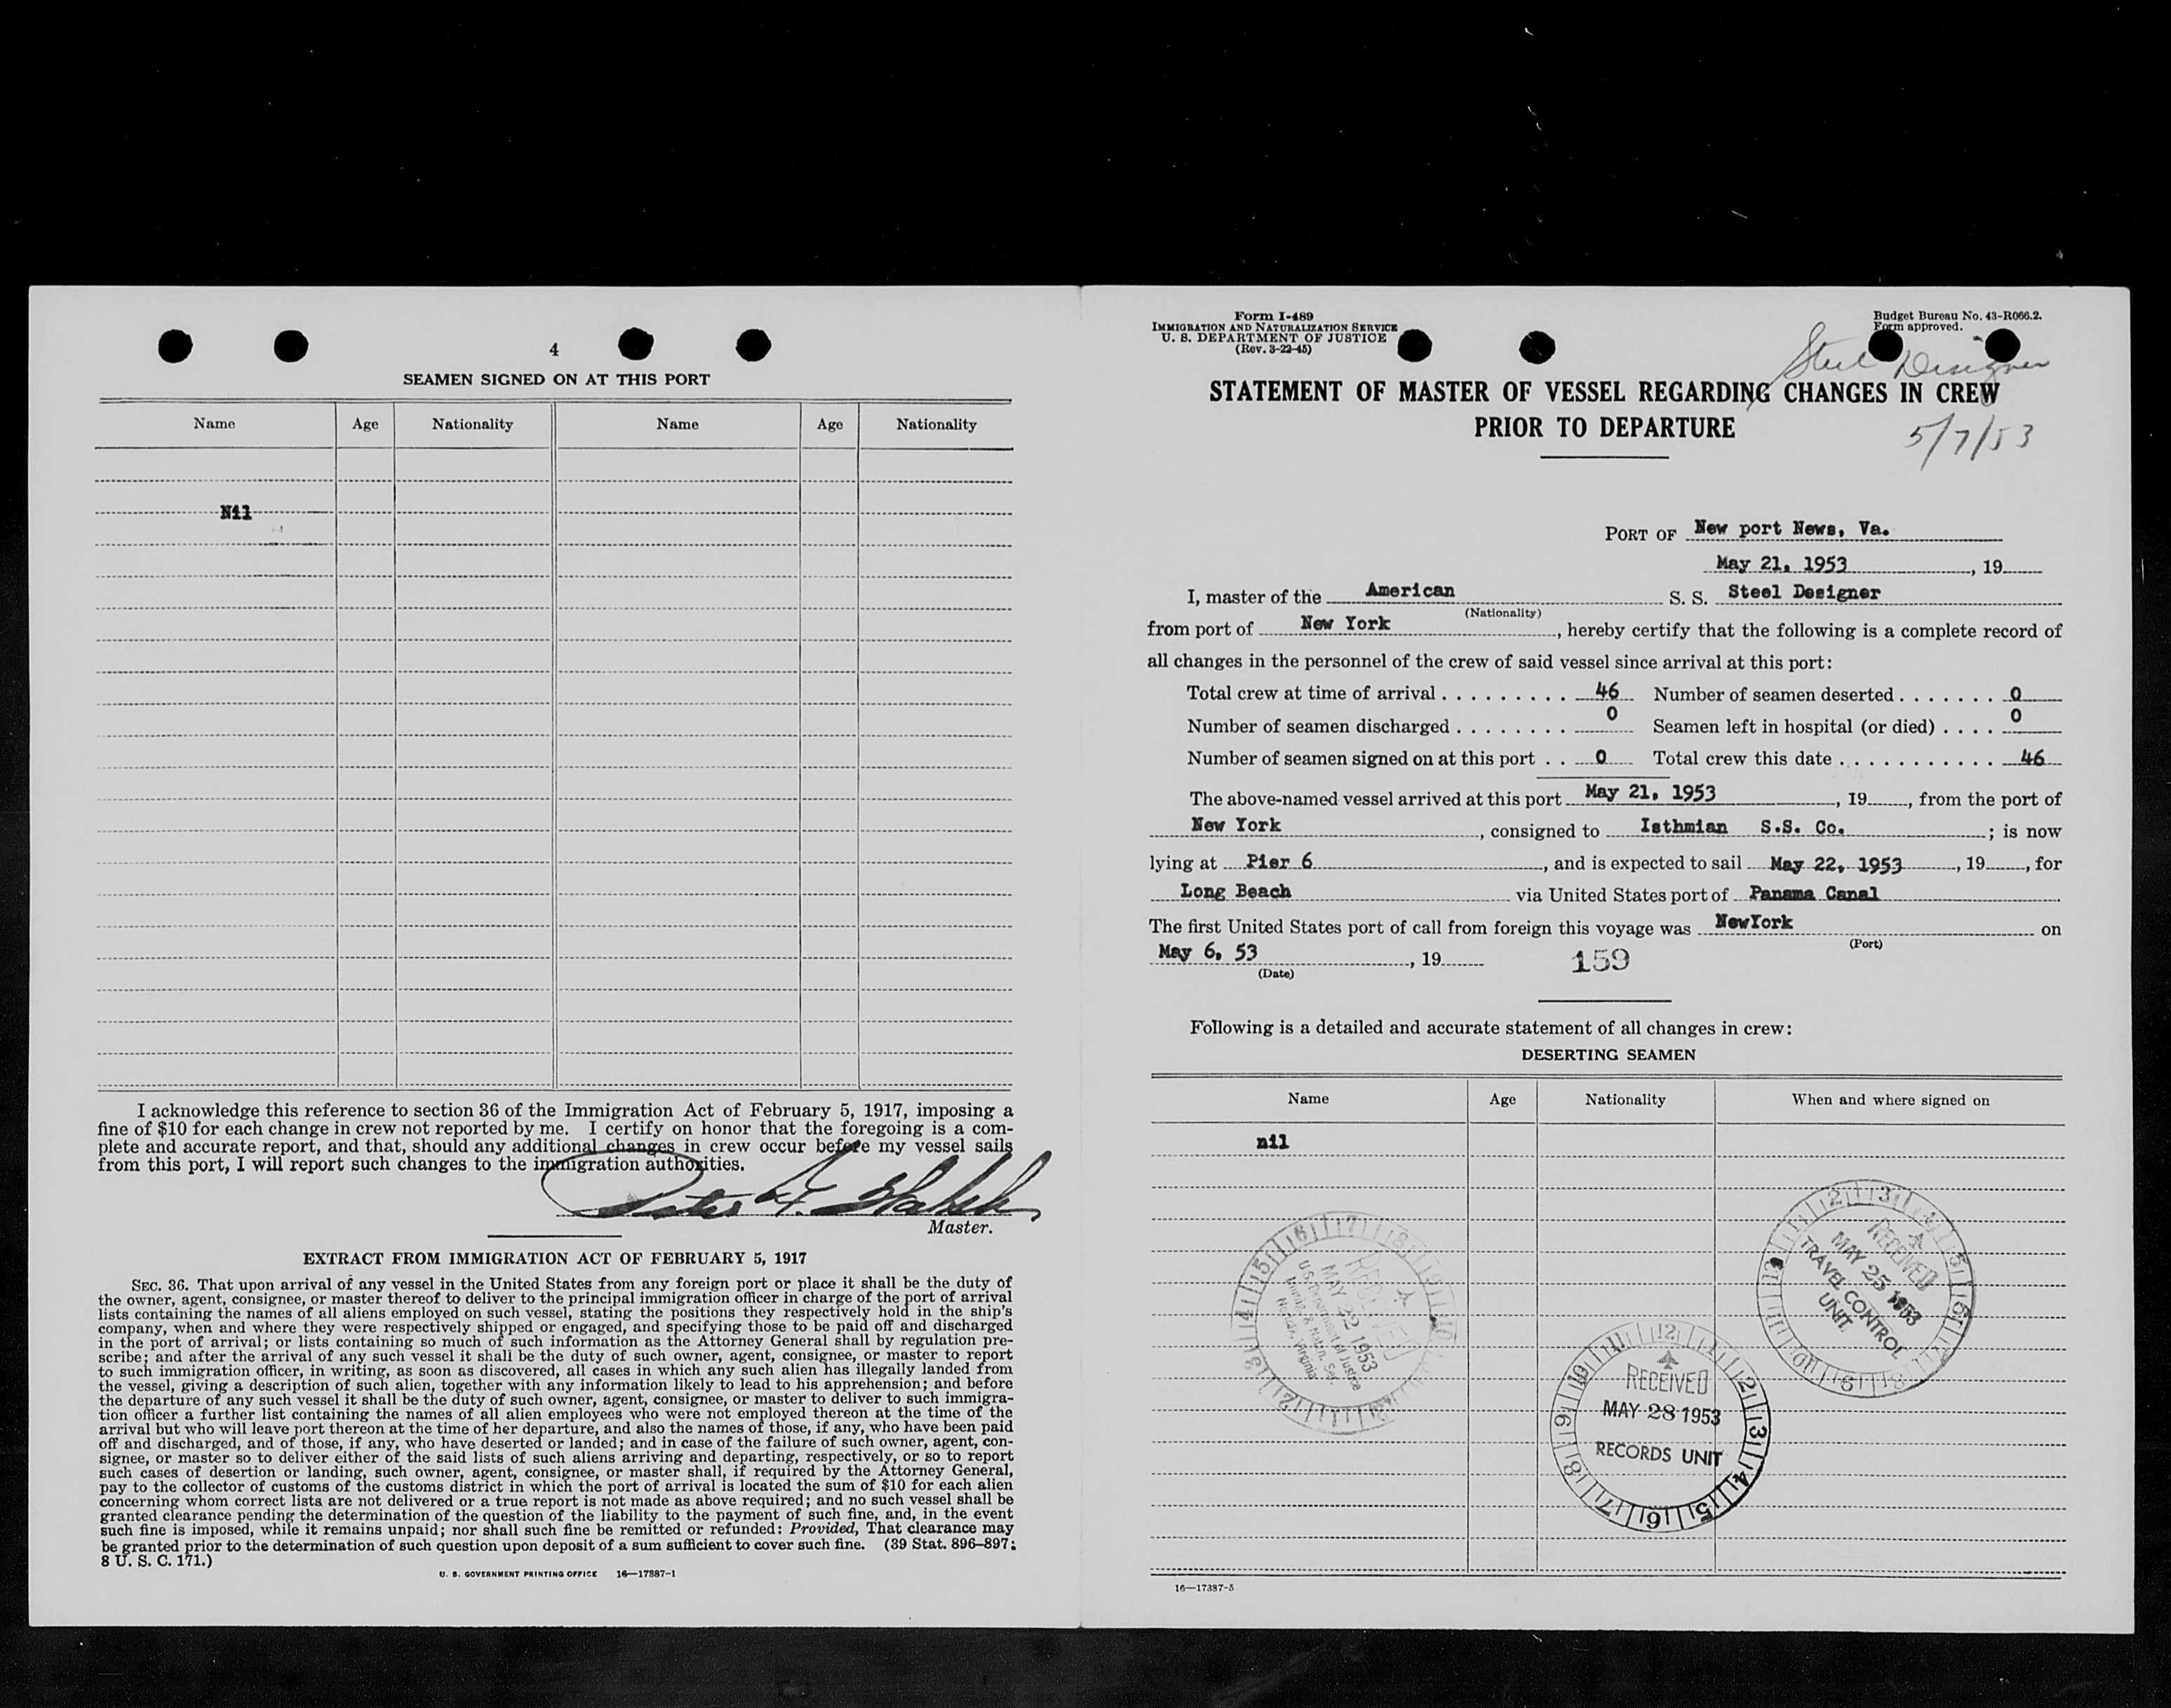 4
SEAMEN SIGNED ON AT THIS PORT
Name Age Nationality Name Age Nationality
Nil
I acknowledge this reference to section 36 of the Immigration Act of February 5, 1917, imposing a
fine of $10 for each change in crew not reported by me. I certify on honor that the foregoing is a com-
plete and accurate report, and that, should any additional changes in crew occur before my vessel sails
from this port, I will report such changes to the immigration authorities.
Master.
EXTRACT FROM IMMIGRATION ACT OF FEBRUARY 5, 1917
SEC. 36. That upon arrival of any vessel in the United States from any foreign port or place it shall be the duty of
the owner, agent, consignee, or master thereof to deliver to the principal immigration officer in charge of the port of arrival
lists containing the names of all aliens employed on such vessel, stating the positions they respectively hold in the ship's
company, when and where they were respectively shipped or engaged, and specifying those to be paid off and discharged
in the port of arrival; or lists containing so much of such information as the Attorney General shall by regulation pre-
scribe; and after the arrival of any such vessel it shall be the duty of such owner, agent, consignee, or master to report
to such immigration officer, in writing, as soon as discovered, all cases in which any such alien has illegally landed from
the vessel, giving a description of such alien, together with any information likely to lead to his apprehension; and before
the departure of any such vessel it shall be the duty of such owner, agent, consignee, or master to deliver to such immigra-
tion officer a further list containing the names of all alien employees who were not employed thereon at the time of the
arrival but who will leave port thereon at the time of her departure, and also the names of those, if any, who have been paid
off and discharged, and of those, if any, who have deserted or landed; and in case of the failure of such owner, agent, con-
signee, or master so to deliver either of the said lists of such aliens arriving and departing, respectively, or so to report
such cases of desertion or landing, such owner, agent, consignee, or master shall, if required by the Attorney General,
pay to the collector of customs of the customs district in which the port of arrival is located the sum of $10 for each alien
concerning whom correct lists are not delivered or a true report is not made as above required; and no such vessel shall be
granted clearance pending the determination of the question of the liability to the payment of such fine, and, in the event
such fine is imposed, while it remains unpaid; nor shall such fine be remitted or refunded: Provided, That clearance may
be granted prior to the determination of such question upon deposit of a sum sufficient to cover such fine. (39 Stat. 896–897;
8 U. S. C. 171.)
U. S. GOVERNMENT PRINTING OFFICE 16—17387-1
Form I-489
IMMIGRATION AND NATURALIZATION SERVICE
U. S. DEPARTMENT OF JUSTICE
(Rev. 3-22-45)
Budget Bureau No. 43-R066.2.
Form approved.
Steel Designer
STATEMENT OF MASTER OF VESSEL REGARDING CHANGES IN CREW
PRIOR TO DEPARTURE
5/7/53
PORT OF New port News, Va.
May 21, 1953, 19
I, master of the American S. S. Steel Designer
(Nationality)
from port of New York, hereby certify that the following is a complete record of
all changes in the personnel of the crew of said vessel since arrival at this port:
Total crew at time of arrival 46 Number of seamen deserted 0
Number of seamen discharged 0 Seamen left in hospital (or died) 0
Number of seamen signed on at this port 0 Total crew this date 46
The above-named vessel arrived at this port May 21, 1953, 19, from the port of
New York, consigned to Isthmian S.S. Co.; is now
lying at Pier 6, and is expected to sail May 22, 1953, 19, for
Long Beach via United States port of Panama Canal
The first United States port of call from foreign this voyage was NewYork on
(Port)
May 6, 53, 19 159
(Date)
Following is a detailed and accurate statement of all changes in crew:
DESERTING SEAMEN
Name Age Nationality When and where signed on
nil
RECEIVED
MAY 22 1953
U.S. Department of Justice
Norfolk, Virginia
RECEIVED
MAY 25 1953
TRAVEL CONTROL
UNIT
RECEIVED
MAY 28 1953
RECORDS UNIT
16—17387-5